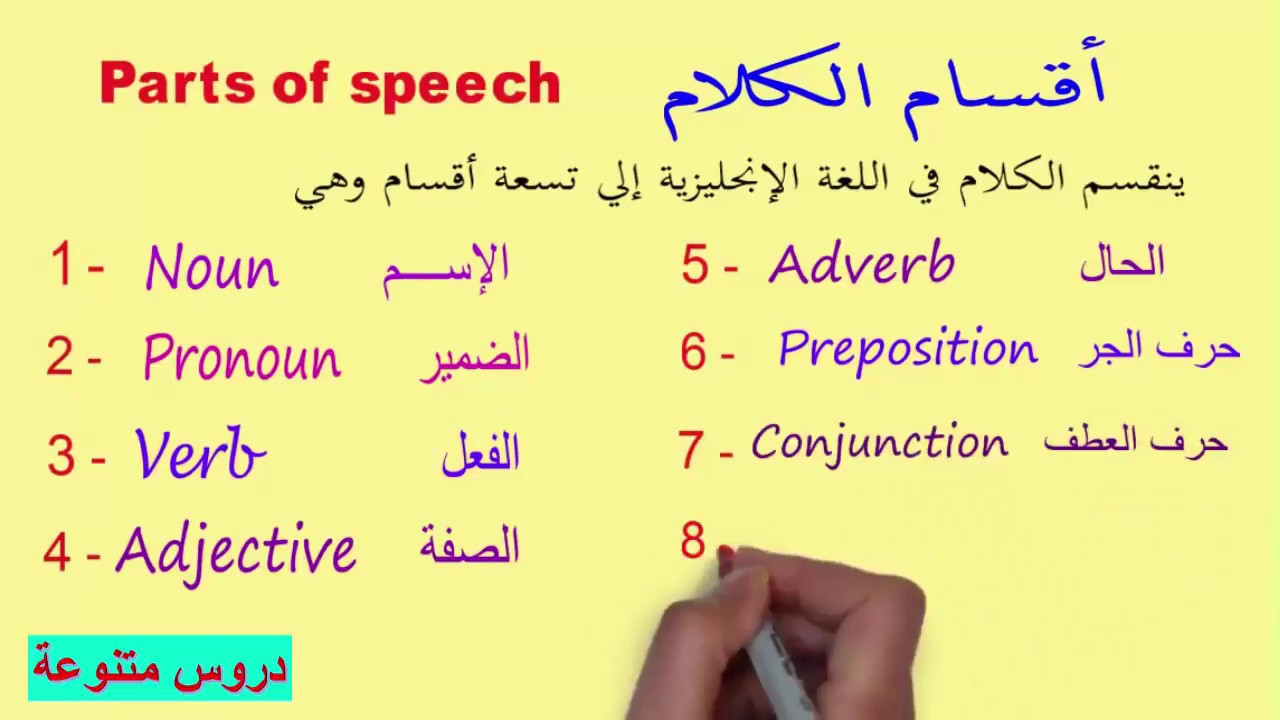 Parts of speech أقسام الكلام
ينقسم الكلام في اللغة الإنجليزية إلي تسعة أقسام وهي
1 - Noun الإســم
2 - Pronoun الضمير
3 - Verb الفعل
4 - Adjective الصفة
5 - Adverb الحال
6 - Preposition حرف الجر
7 - Conjunction حرف العطف
8 -
دروس متنوعة